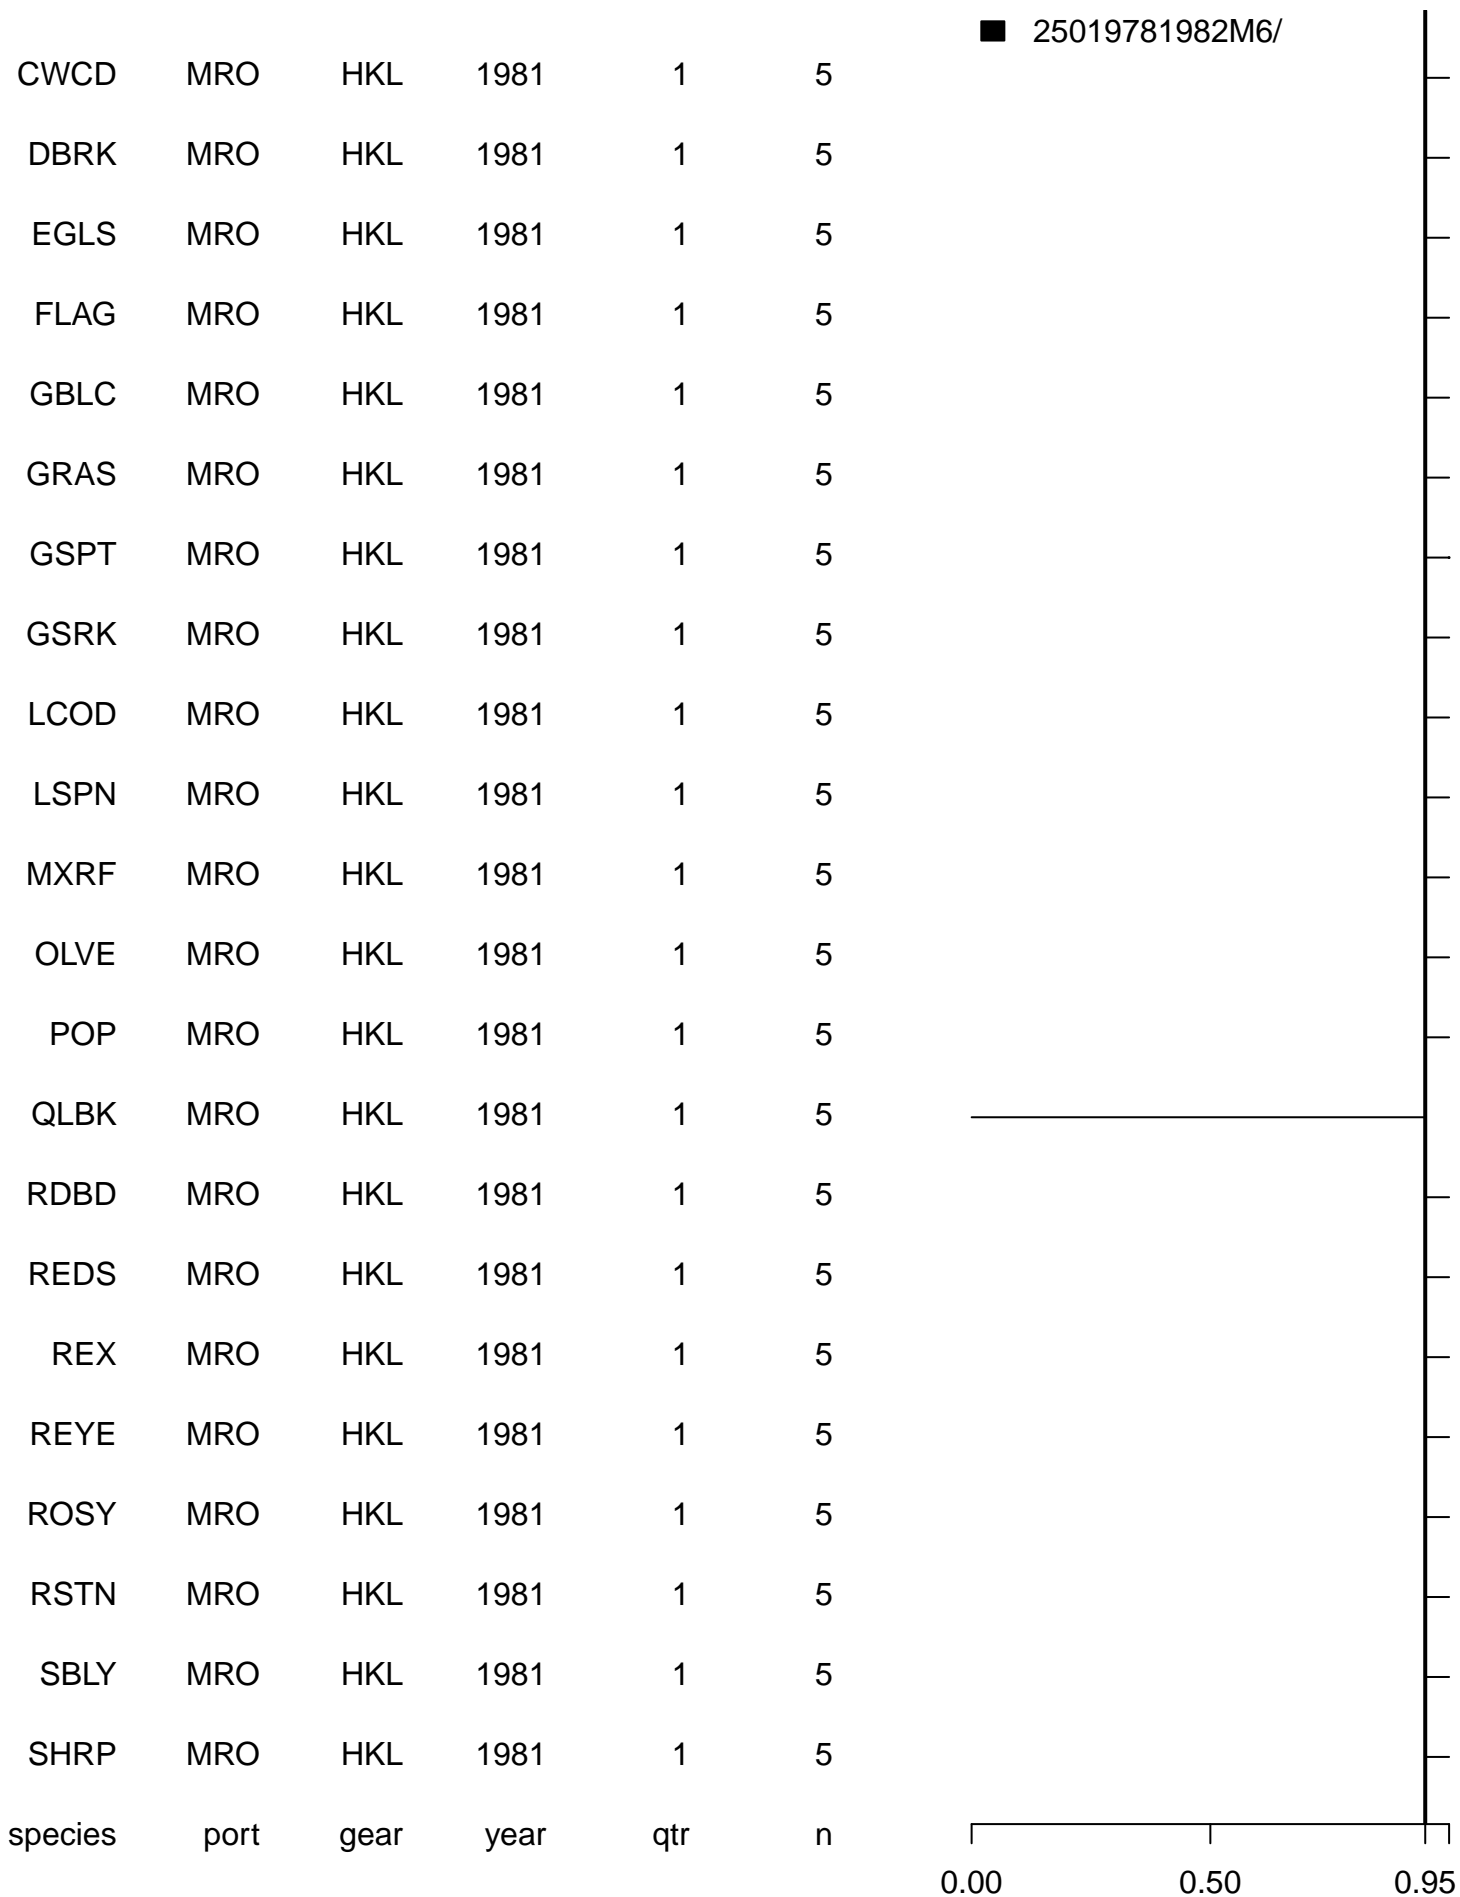 25019781982M6/
CWCD MRO HKL 1981 1 5
DBRK MRO HKL 1981 1 5
EGLS MRO HKL 1981 1 5
FLAG MRO HKL 1981 1 5
GBLC MRO HKL 1981 1 5
GRAS MRO HKL 1981 1 5
GSPT MRO HKL 1981 1 5
GSRK MRO HKL 1981 1 5
LCOD MRO HKL 1981 1 5
LSPN MRO HKL 1981 1 5
MXRF MRO HKL 1981 1 5
OLVE MRO HKL 1981 1 5
POP MRO HKL 1981 1 5
QLBK MRO HKL 1981 1 5
RDBD MRO HKL 1981 1 5
REDS MRO HKL 1981 1 5
REX MRO HKL 1981 1 5
REYE MRO HKL 1981 1 5
ROSY MRO HKL 1981 1 5
RSTN MRO HKL 1981 1 5
SBLY MRO HKL 1981 1 5
SHRP MRO HKL 1981 1 5
species port gear year qtr n
0.00 0.50 0.95